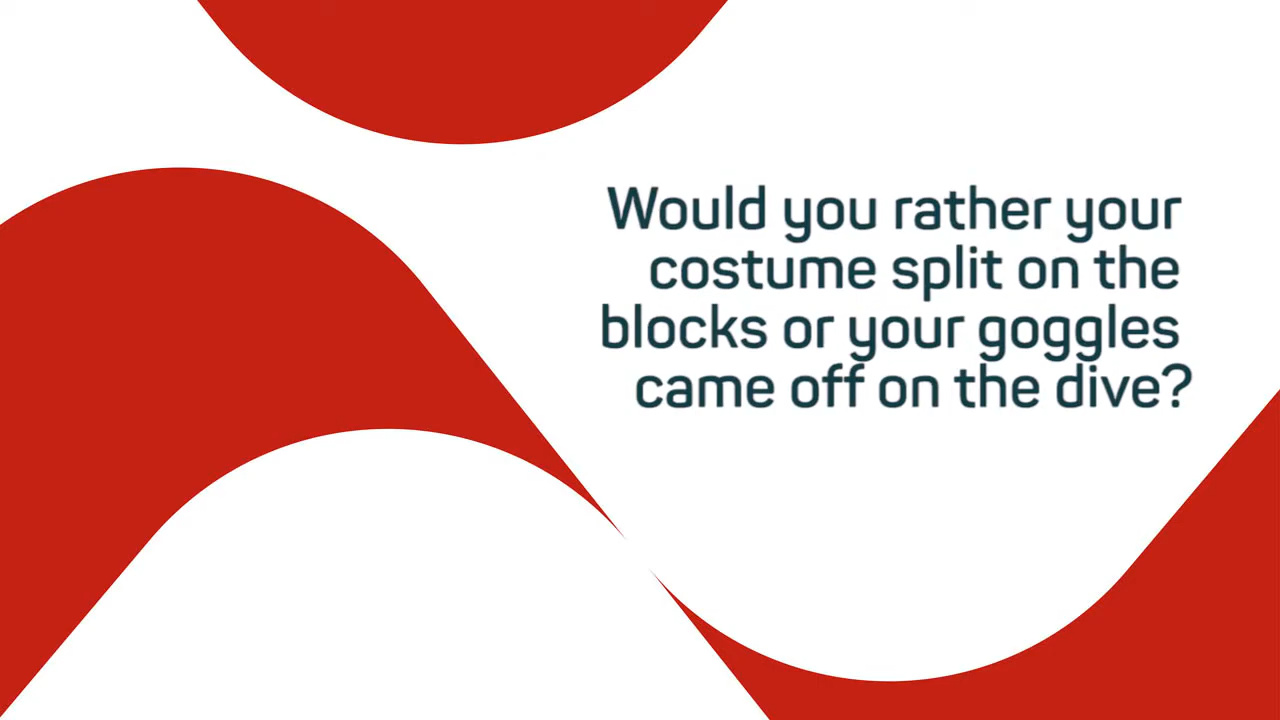 Would you rather your
costume split on the
blocks or your goggles
came off on the dive?